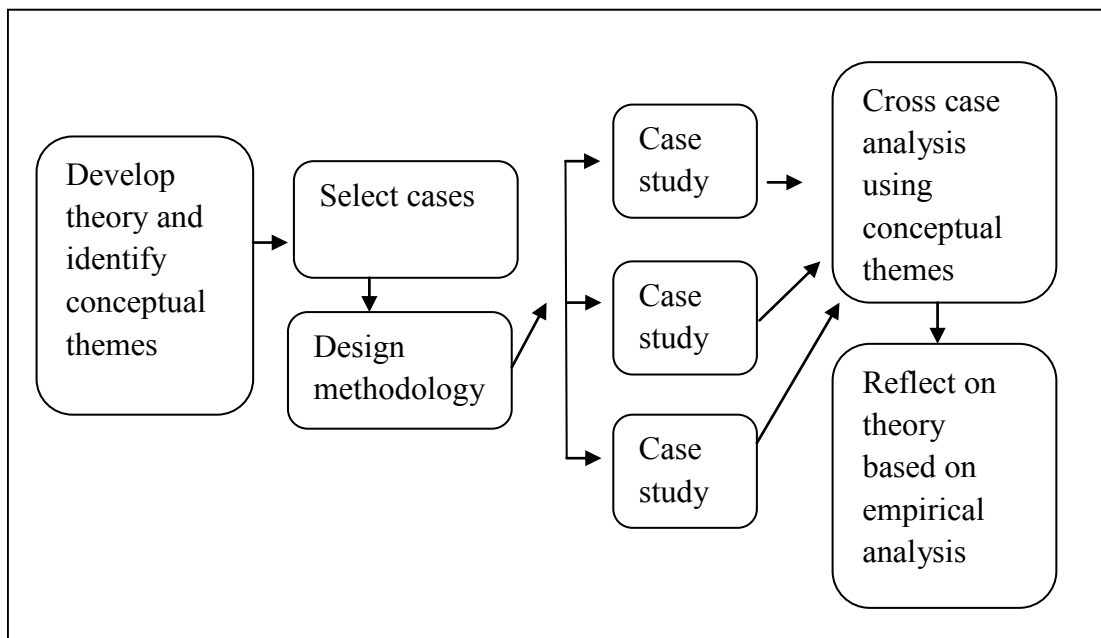 Develop
theory and
identify
conceptual
themes
Select cases
Design
methodology
Case
study
Case
study
Case
study
Cross case
analysis
using
conceptual
themes
Reflect on
theory
based on
empirical
analysis